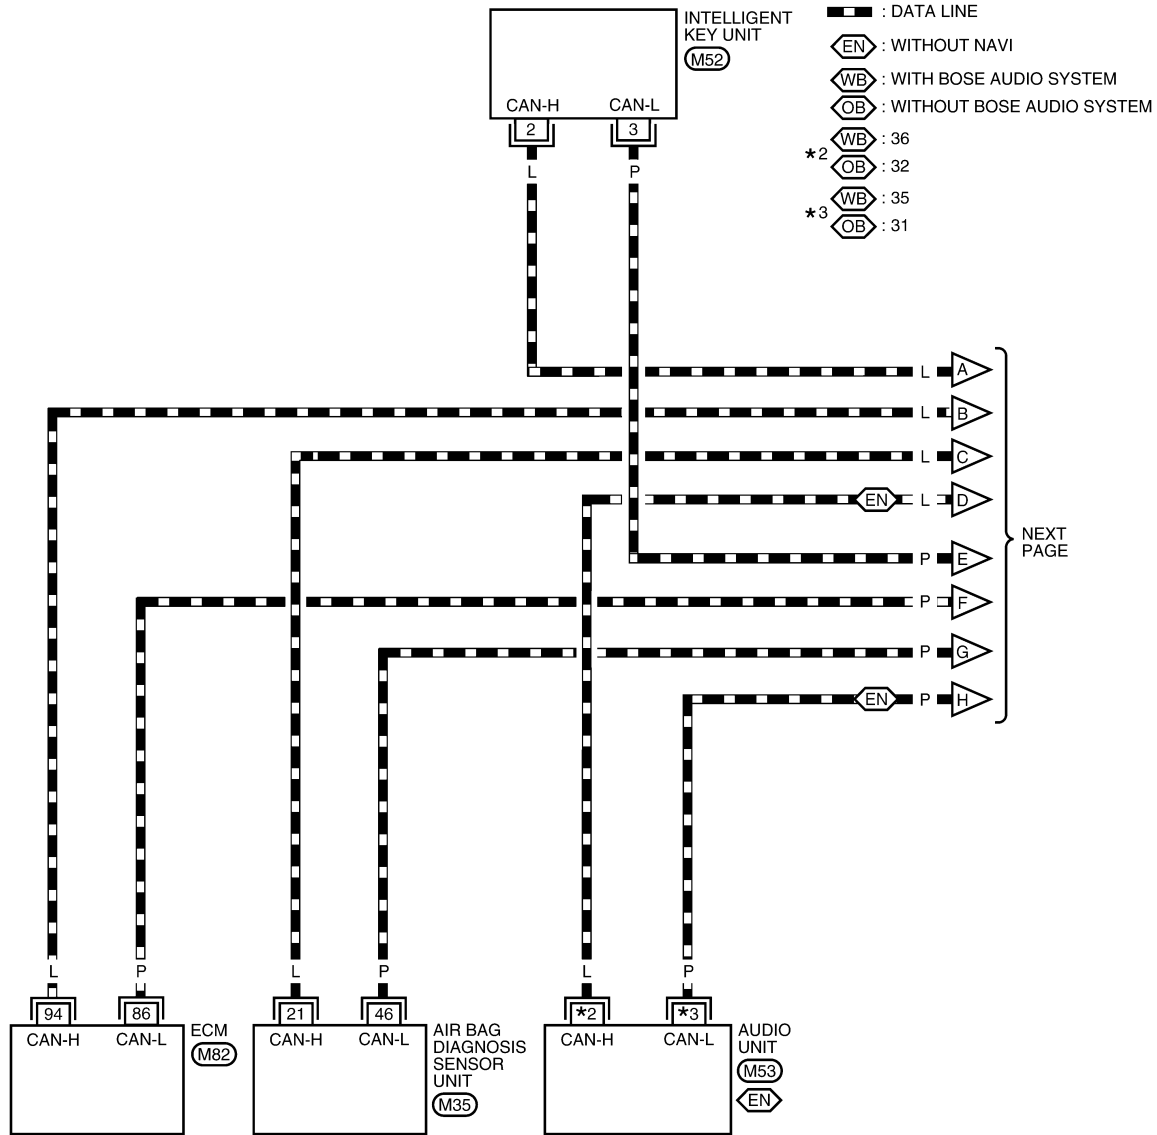 INTELLIGENT
KEY UNIT
M52
CAN-H
CAN-L
2
3
L
P
: DATA LINE
EN : WITHOUT NAVI
WB : WITH BOSE AUDIO SYSTEM
OB : WITHOUT BOSE AUDIO SYSTEM
*2
WB : 36
OB : 32
*3
WB : 35
OB : 31
L A
L B
L C
EN L D
P E
P F
P G
EN P H
NEXT
PAGE
L
P
L
P
L
P
94
86
21
46
*2
*3
CAN-H
CAN-L
ECM
M82
CAN-H
CAN-L
AIR BAG
DIAGNOSIS
SENSOR
UNIT
M35
CAN-H
CAN-L
AUDIO
UNIT
M53
EN